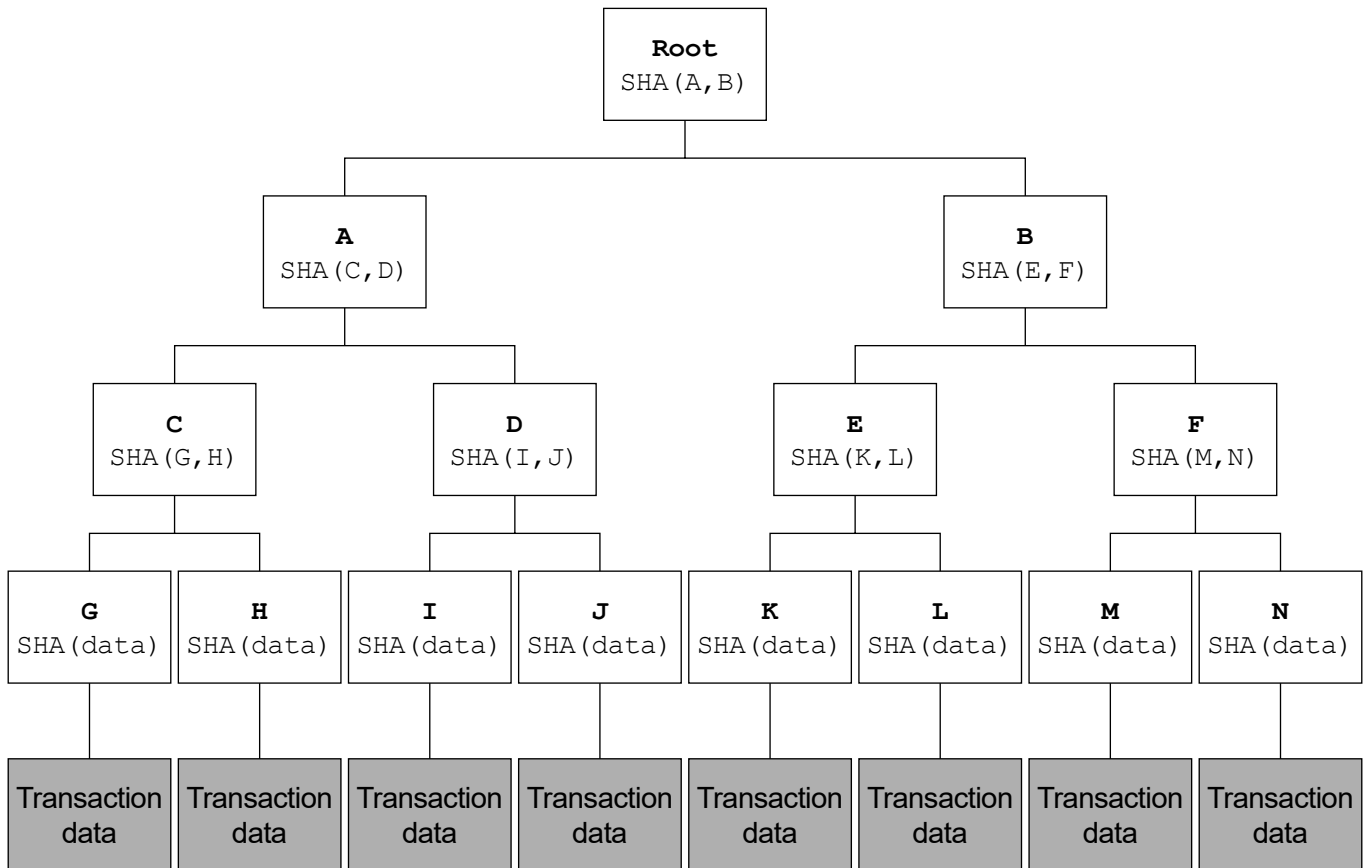 Root
SHA(A,B)
A
SHA(C,D)
B
SHA(E,F)
C
SHA(G,H)
D
SHA(I,J)
E
SHA(K,L)
F
SHA(M,N)
G
SHA(data)
H
SHA(data)
I
SHA(data)
J
SHA(data)
K
SHA(data)
L
SHA(data)
M
SHA(data)
N
SHA(data)
Transaction
data
Transaction
data
Transaction
data
Transaction
data
Transaction
data
Transaction
data
Transaction
data
Transaction
data